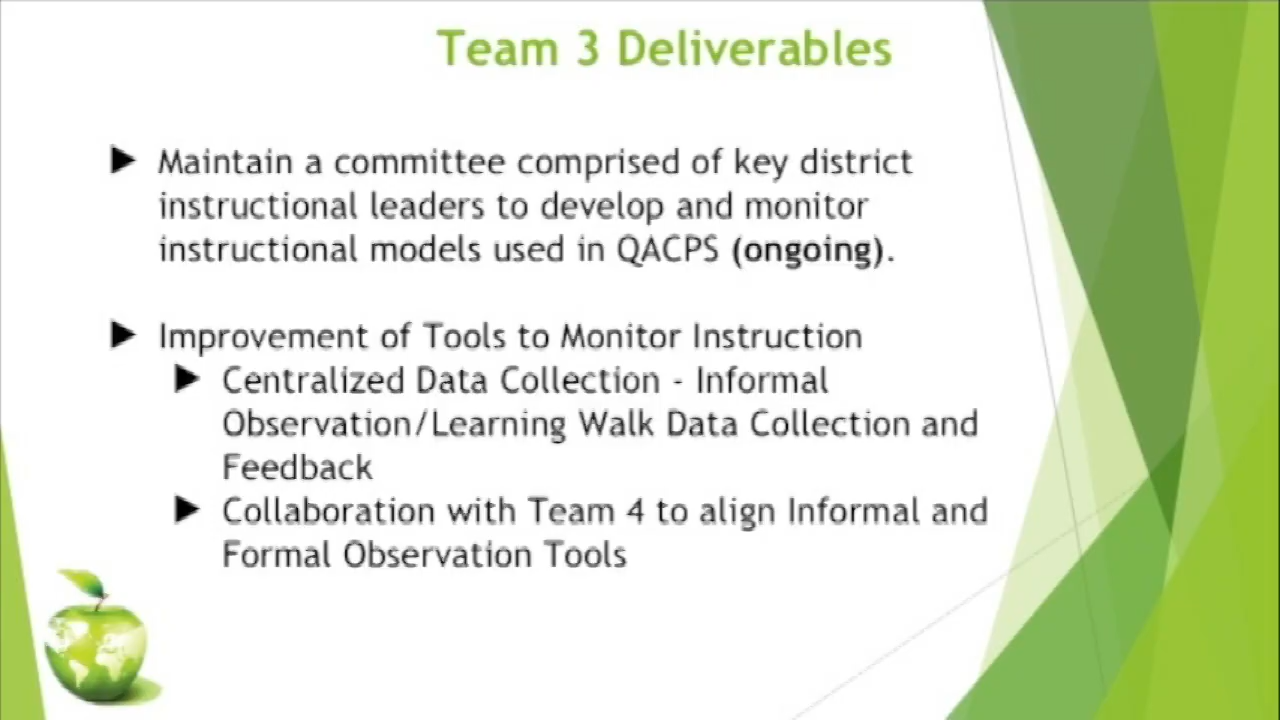 Team 3 Deliverables
Maintain a committee comprised of key district
instructional leaders to develop and monitor
instructional models used in QACPS (ongoing).
Improvement of Tools to Monitor Instruction
Centralized Data Collection - Informal
Observation/Learning Walk Data Collection and
Feedback
Collaboration with Team 4 to align Informal and
Formal Observation Tools